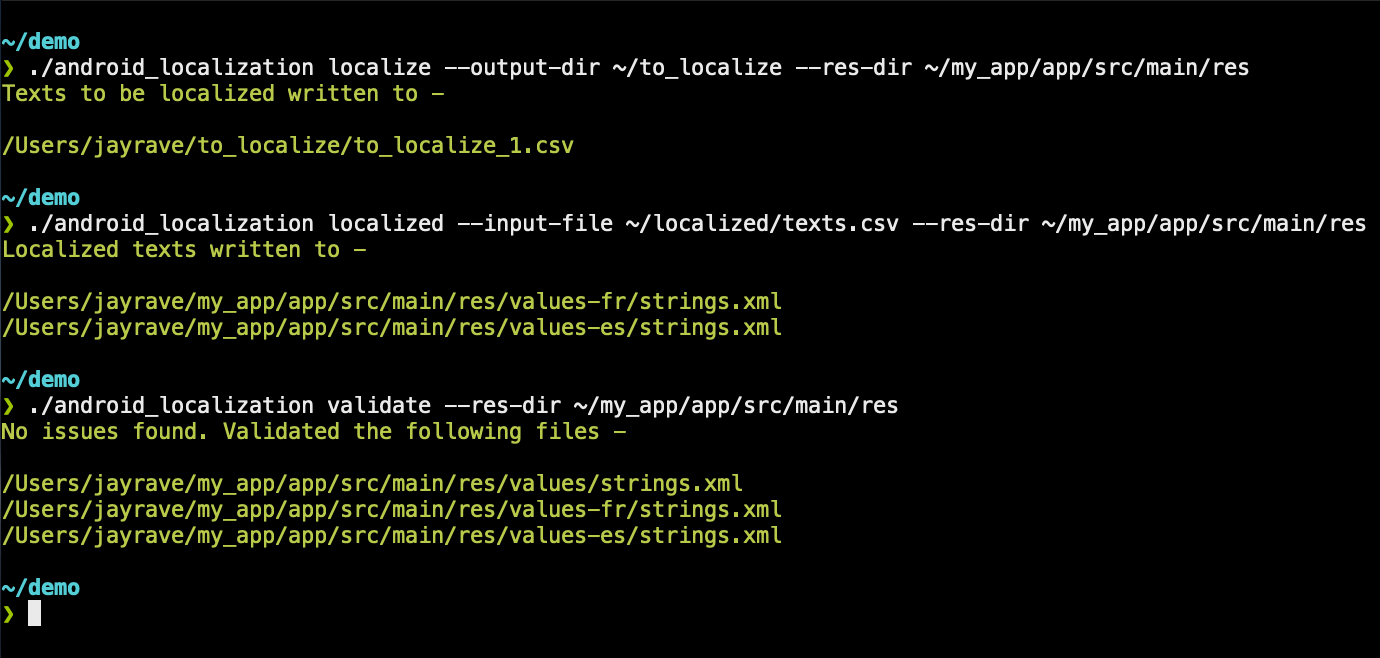 ~/demo
❯ ./android_localization localize --output-dir ~/to_localize --res-dir ~/my_app/app/src/main/res
Texts to be localized written to -
/Users/jayrave/to_localize/to_localize_1.csv
~/demo
❯ ./android_localization localized --input-file ~/localized/texts.csv --res-dir ~/my_app/app/src/main/res
Localized texts written to -
/Users/jayrave/my_app/app/src/main/res/values-fr/strings.xml
/Users/jayrave/my_app/app/src/main/res/values-es/strings.xml
~/demo
❯ ./android_localization validate --res-dir ~/my_app/app/src/main/res
No issues found. Validated the following files -
/Users/jayrave/my_app/app/src/main/res/values/strings.xml
/Users/jayrave/my_app/app/src/main/res/values-fr/strings.xml
/Users/jayrave/my_app/app/src/main/res/values-es/strings.xml
~/demo
❯